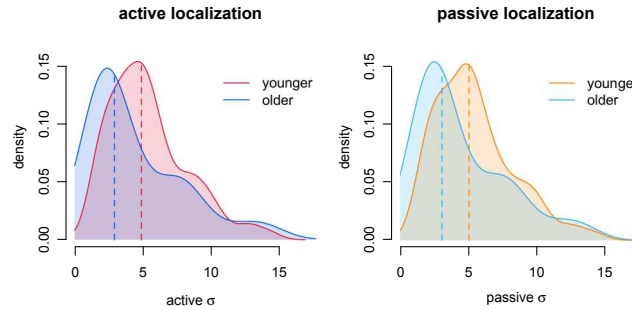 active localization
0.15
0.10
0.05
0.00
density
younger
older
0
5
10
15
active σ
passive localization
0.15
0.10
0.05
0.00
density
younge
older
0
5
10
15
passive σ